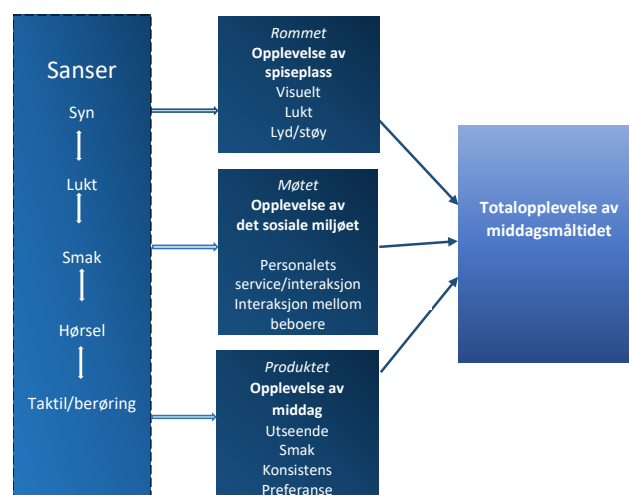 Sanser
Syn
Lukt
Smak
Hørsel
Taktil/berøring
Rommet
Opplevelse av
spiseplass
Visuelt
Lukt
Lyd/støy
Møtet
Opplevelse av
det sosiale miljøet
Personalets
service/interaksjon
Interaksjon mellom
beboere
Produktet
Opplevelse av
middag
Utseende
Smak
Konsistens
Preferanse
Totalopplevelse av
middagsmåltidet